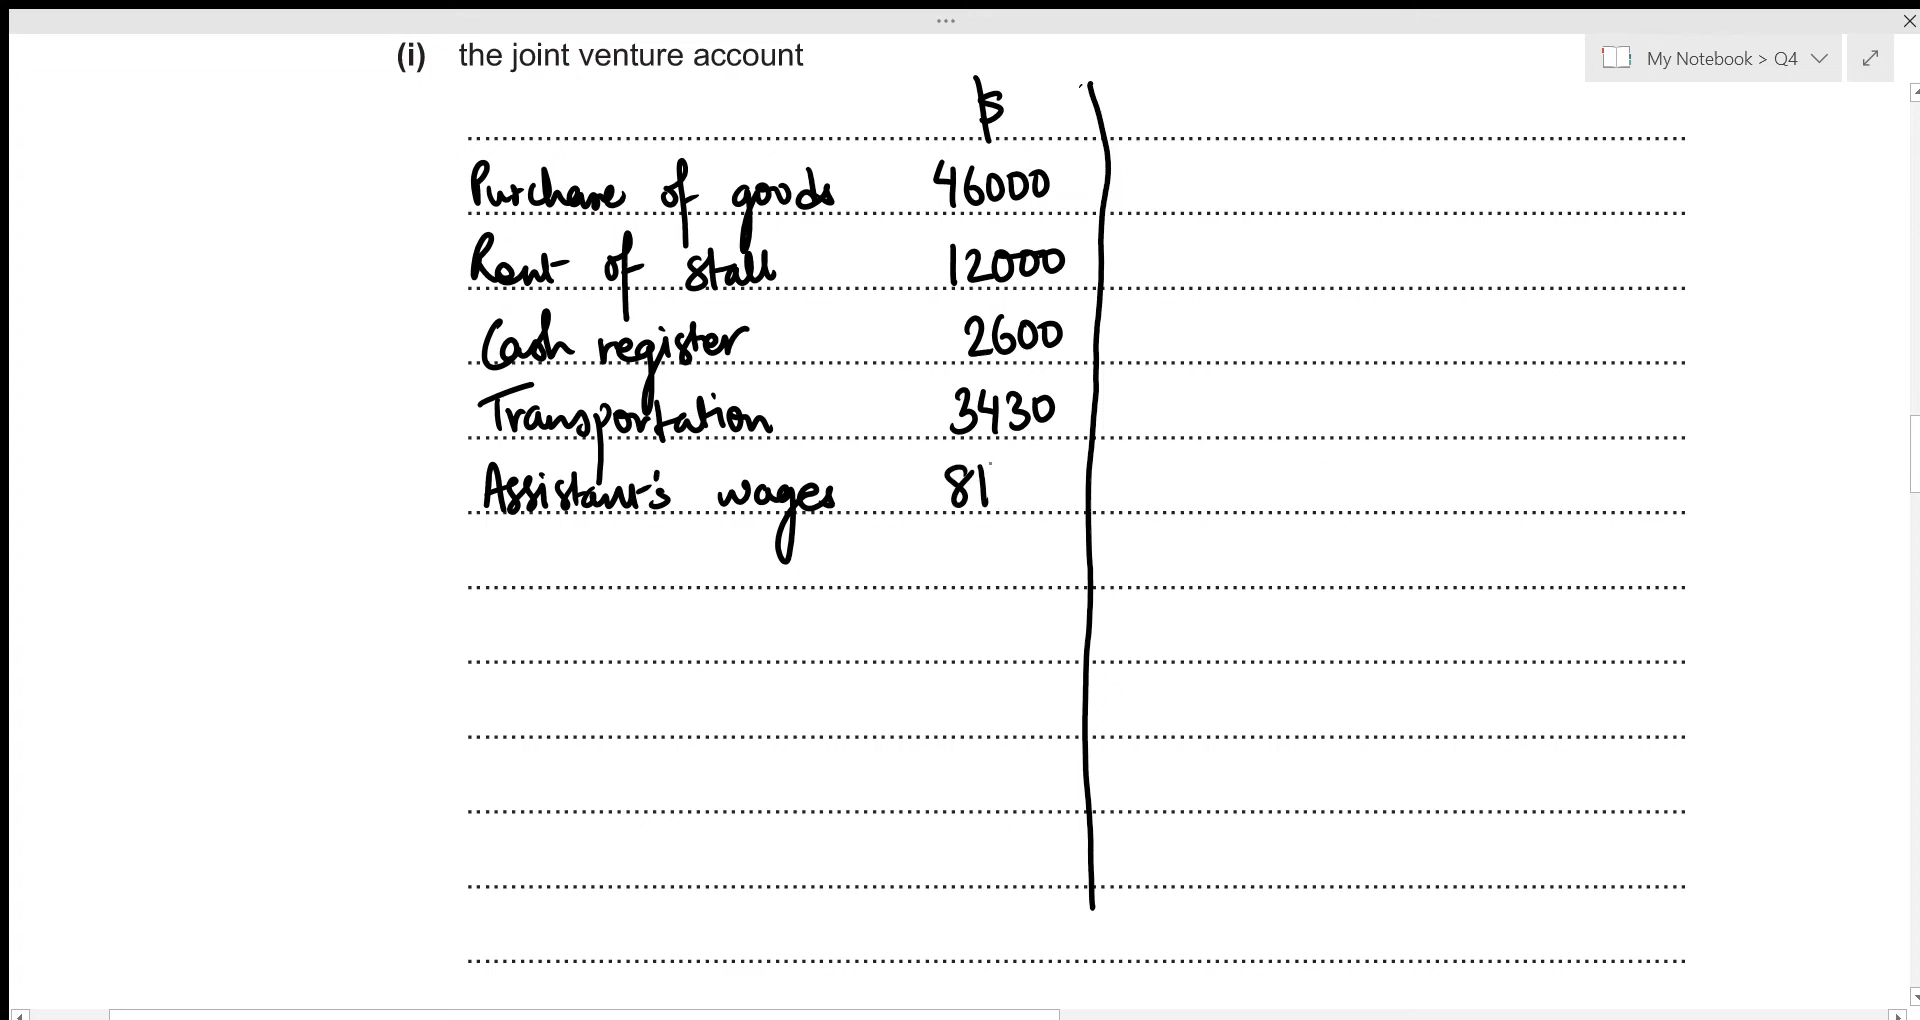 (i) the joint venture account
My Notebook > Q4
$
Purchase of goods 46000
Rent of stall 12000
Cash register 2600
Transportation 3430
Assistant's wages 81